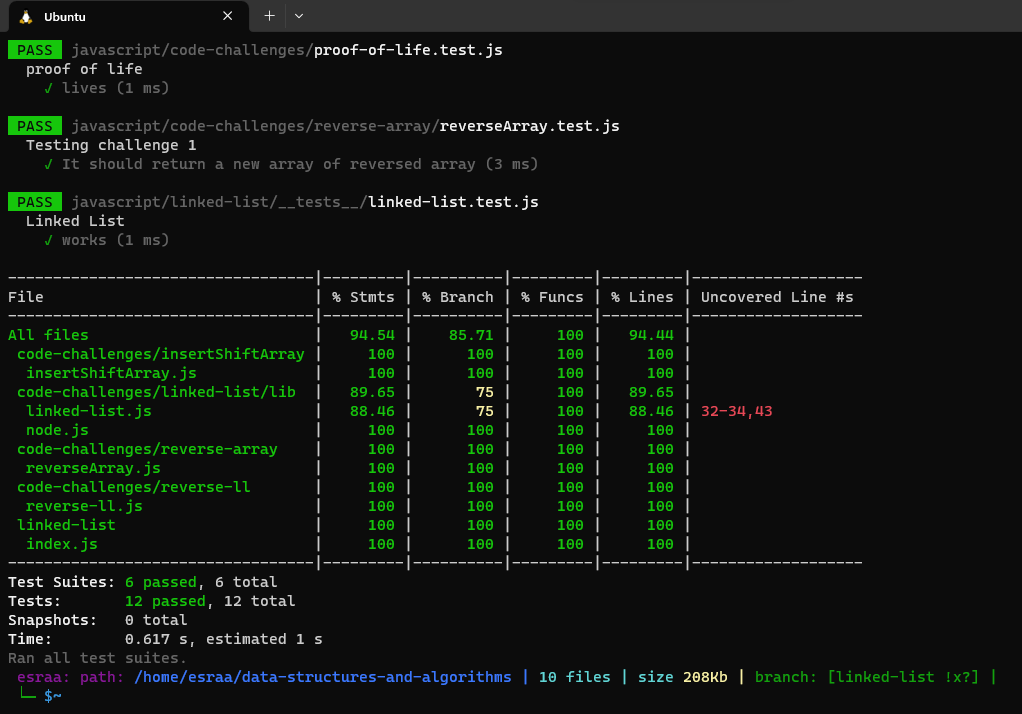 Ubuntu
PASS javascript/code-challenges/proof-of-life.test.js
proof of life
✓ lives (1 ms)
PASS javascript/code-challenges/reverse-array/reverseArray.test.js
Testing challenge 1
✓ It should return a new array of reversed array (3 ms)
PASS javascript/linked-list/__tests__/linked-list.test.js
Linked List
✓ works (1 ms)
----------------------------------|---------|----------|---------|---------|-------------------
File | % Stmts | % Branch | % Funcs | % Lines | Uncovered Line #s
----------------------------------|---------|----------|---------|---------|-------------------
All files | 94.54 | 85.71 | 100 | 94.44 |
code-challenges/insertShiftArray | 100 | 100 | 100 | 100 |
insertShiftArray.js | 100 | 100 | 100 | 100 |
code-challenges/linked-list/lib | 89.65 | 75 | 100 | 89.65 |
linked-list.js | 88.46 | 75 | 100 | 88.46 | 32-34,43
node.js | 100 | 100 | 100 | 100 |
code-challenges/reverse-array | 100 | 100 | 100 | 100 |
reverseArray.js | 100 | 100 | 100 | 100 |
code-challenges/reverse-ll | 100 | 100 | 100 | 100 |
reverse-ll.js | 100 | 100 | 100 | 100 |
linked-list | 100 | 100 | 100 | 100 |
index.js | 100 | 100 | 100 | 100 |
----------------------------------|---------|----------|---------|---------|-------------------
Test Suites: 6 passed, 6 total
Tests: 12 passed, 12 total
Snapshots: 0 total
Time: 0.617 s, estimated 1 s
Ran all test suites.
esraa: path: /home/esraa/data-structures-and-algorithms | 10 files | size 208Kb | branch: [linked-list !x?] |
└─ $~